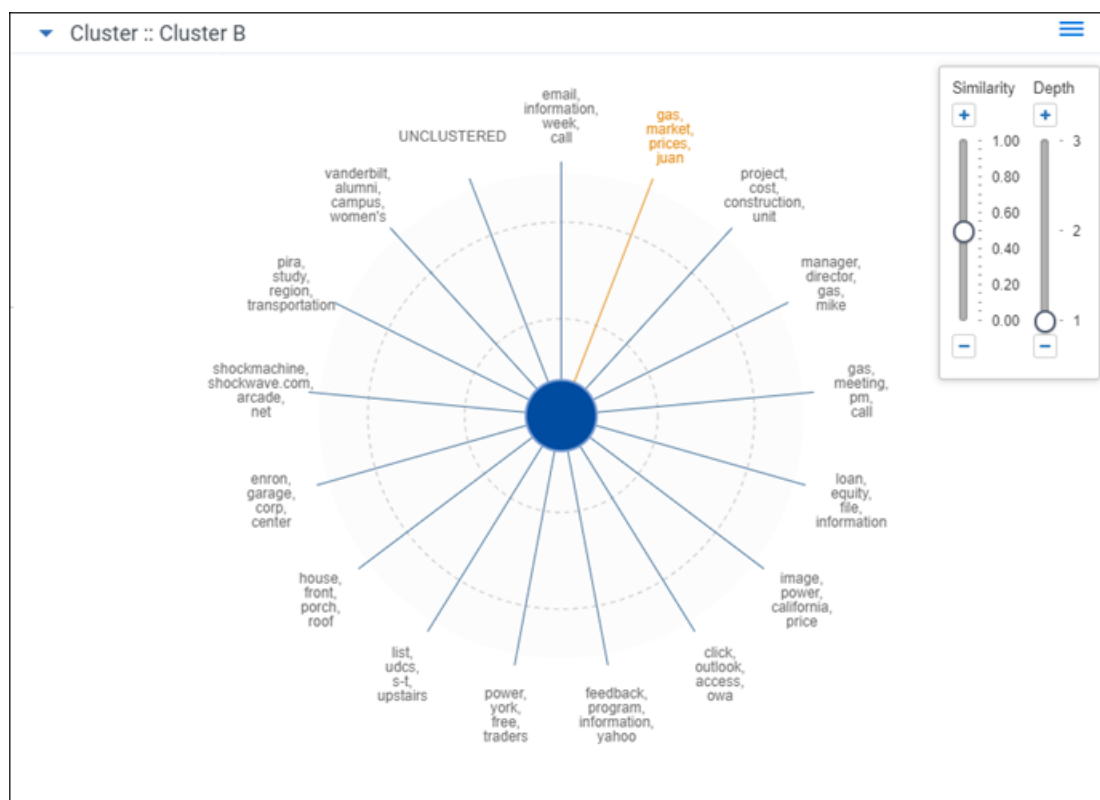 Cluster :: Cluster B
Similarity Depth
+ +
1.00 3
0.80
0.60
2
0.40
0.20
0.00 1
− −
email,
information,
week,
call
gas,
market,
prices,
juan
project,
cost,
construction,
unit
manager,
director,
gas,
mike
gas,
meeting,
pm,
call
loan,
equity,
file,
information
image,
power,
california,
price
click,
outlook,
access,
owa
feedback,
program,
information,
yahoo
power,
york,
free,
traders
list,
udcs,
s-t,
upstairs
house,
front,
porch,
roof
enron,
garage,
corp,
center
shockmachine,
shockwave.com,
arcade,
net
pira,
study,
region,
transportation
vanderbilt,
alumni,
campus,
women's
UNCLUSTERED